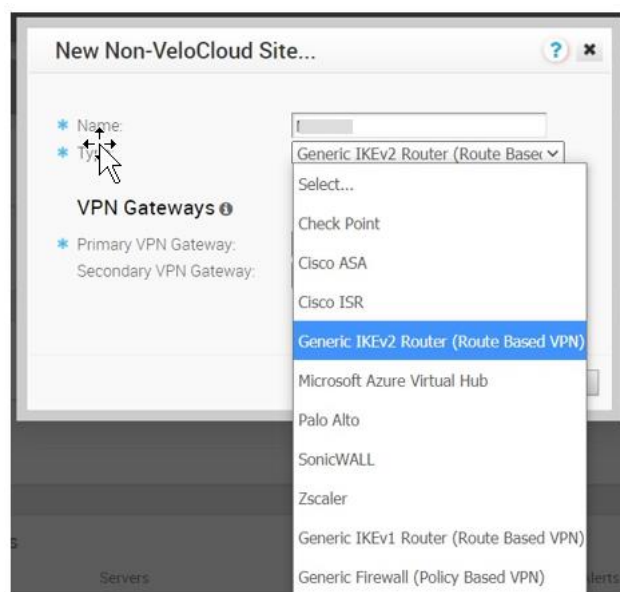 New Non-VeloCloud Site...
* Name:
Generic IKEv2 Router (Route Based
Select...
VPN Gateways
Check Point
* Primary VPN Gateway:
Secondary VPN Gateway:
Cisco ASA
Cisco ISR
Generic IKEv2 Router (Route Based VPN)
Microsoft Azure Virtual Hub
Palo Alto
SonicWALL
Zscaler
Generic IKEv1 Router (Route Based VPN)
Generic Firewall (Policy Based VPN)
Servers